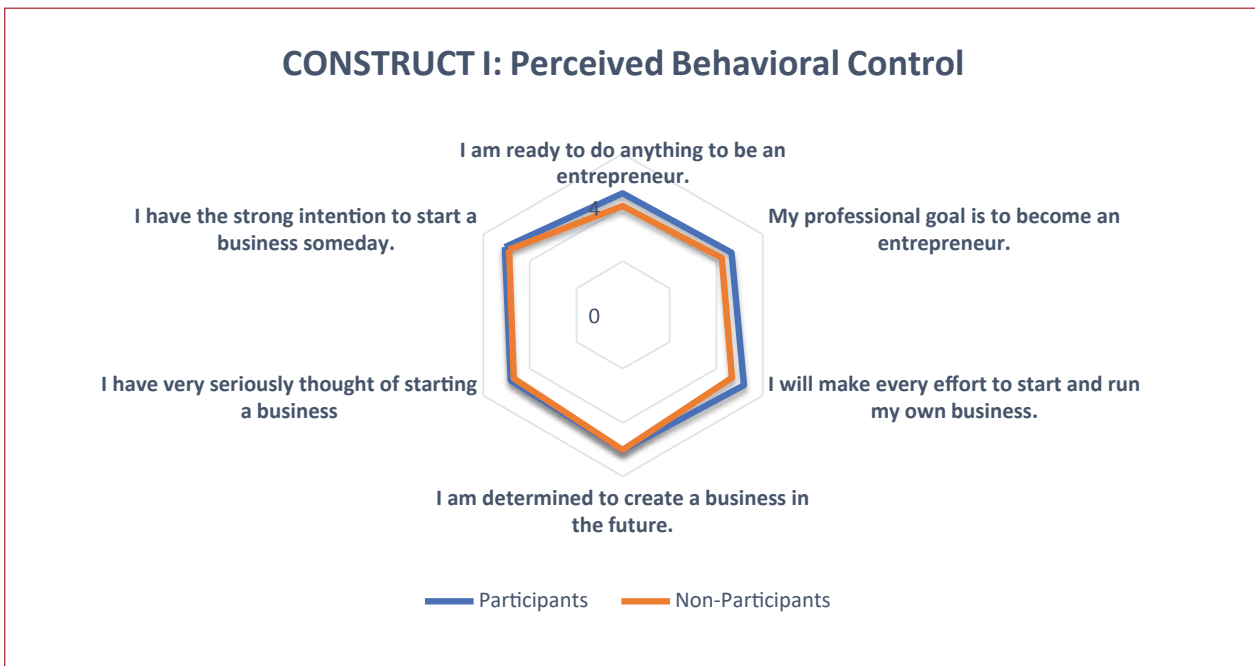 CONSTRUCT I: Perceived Behavioral Control
I am ready to do anything to be an
entrepreneur.
4
I have the strong intention to start a
business someday.
My professional goal is to become an
entrepreneur.
0
I have very seriously thought of starting
a business
I will make every effort to start and run
my own business.
I am determined to create a business in
the future.
Participants
Non-Participants